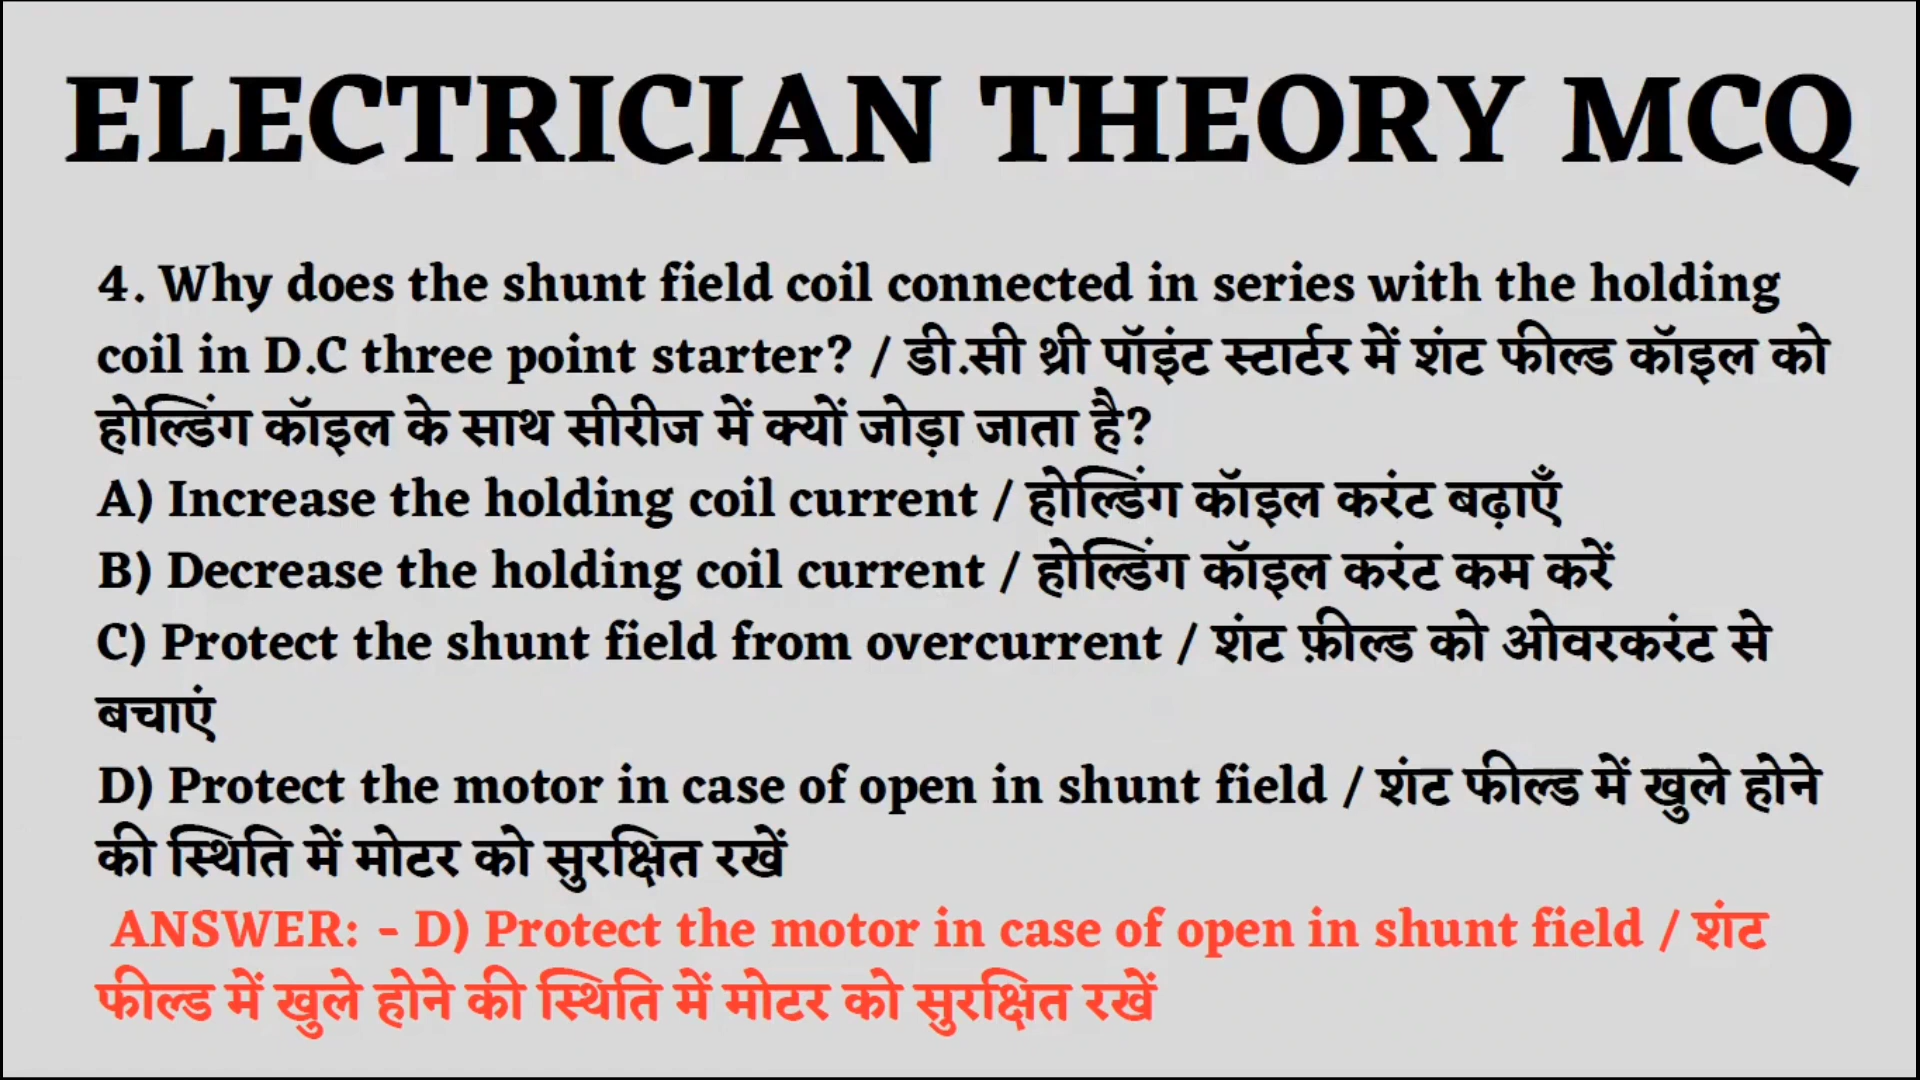 ELECTRICIAN THEORY MCQ
4. Why does the shunt field coil connected in series with the holding
coil in D.C three point starter? / डी.सी थ्री पॉइंट स्टार्टर में शंट फील्ड कॉइल को
होल्डिंग कॉइल के साथ सीरीज में क्यों जोड़ा जाता है?
A) Increase the holding coil current / होल्डिंग कॉइल करंट बढ़ाएँ
B) Decrease the holding coil current / होल्डिंग कॉइल करंट कम करें
C) Protect the shunt field from overcurrent / शंट फ़ील्ड को ओवरकरंट से
बचाएं
D) Protect the motor in case of open in shunt field / शंट फील्ड में खुले होने
की स्थिति में मोटर को सुरक्षित रखें
ANSWER: - D) Protect the motor in case of open in shunt field / शंट
फील्ड में खुले होने की स्थिति में मोटर को सुरक्षित रखें